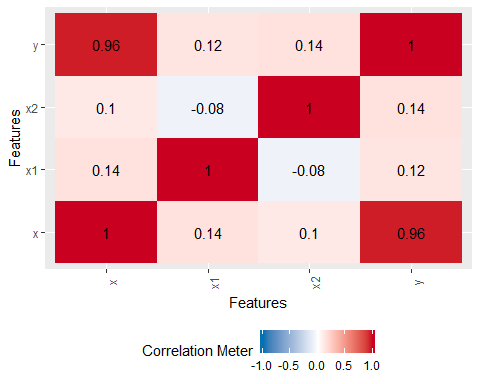 y 0.96 0.12 0.14 1
x2 0.1 -0.08 1 0.14
x1 0.14 1 -0.08 0.12
x 1 0.14 0.1 0.96
Features
x x1 x2 y
Features
Correlation Meter
-1.0 -0.5 0.0 0.5 1.0